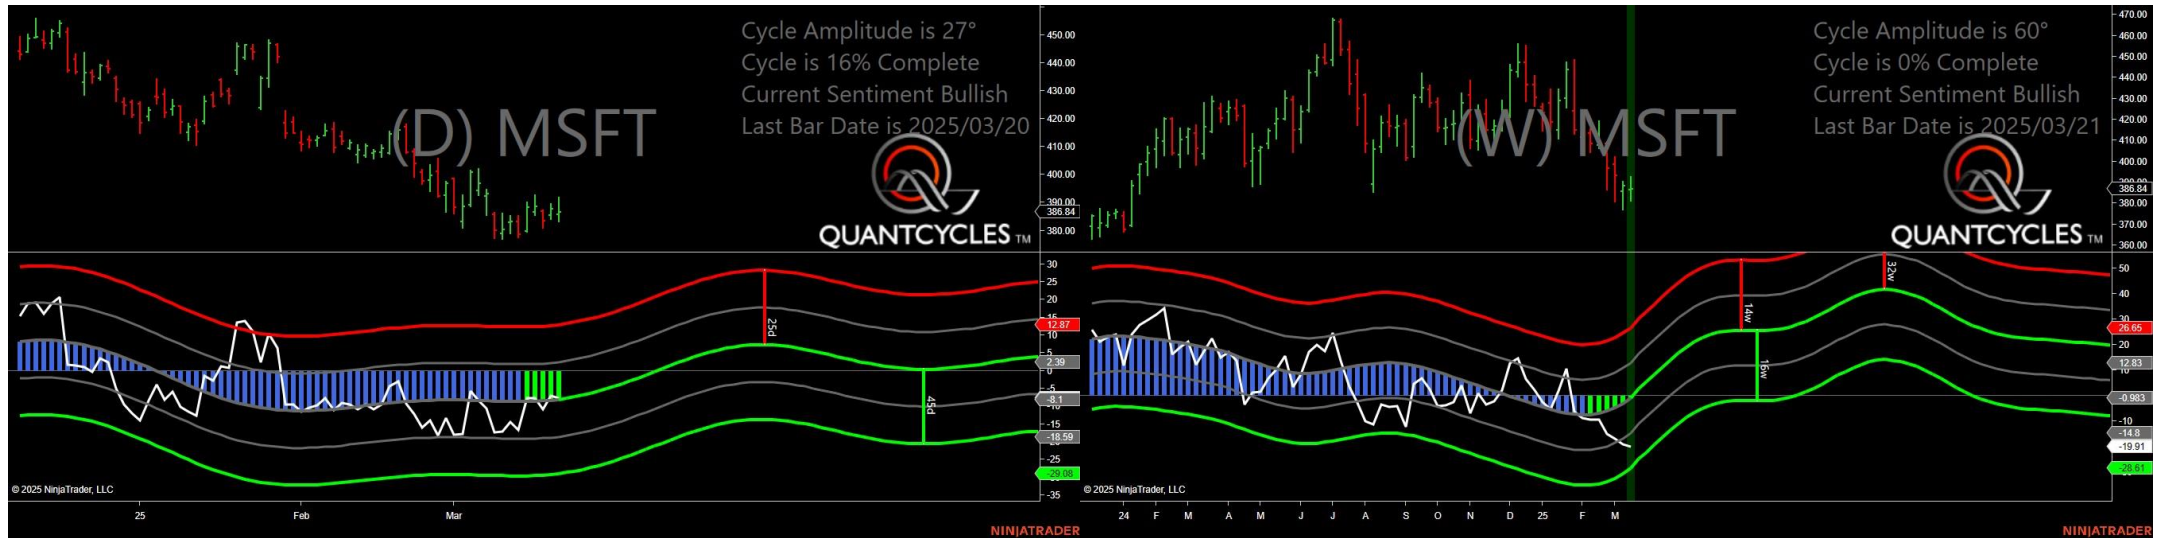 Cycle Amplitude is 27°
Cycle is 16% Complete
Current Sentiment Bullish
Last Bar Date is 2025/03/20
(D) MSFT
QUANTCYCLES TM
450.00
440.00
430.00
420.00
410.00
400.00
390.00
386.84
380.00
30
25
20
15
12.87
10
5
2.39
0
-5
-8.1
-10
-15
-18.59
-20
-25
-29.08
-35
25d
45d
© 2025 NinjaTrader, LLC
25
Feb
Mar
NINJATRADER
Cycle Amplitude is 60°
Cycle is 0% Complete
Current Sentiment Bullish
Last Bar Date is 2025/03/21
(W) MSFT
QUANTCYCLES TM
470.00
460.00
450.00
440.00
430.00
420.00
410.00
400.00
390.00
386.84
380.00
370.00
360.00
50
40
30
26.65
20
12.83
-0.983
-10
-14.8
-19.91
-28.61
14w
16w
32w
© 2025 NinjaTrader, LLC
24
F
M
A
M
J
J
A
S
O
N
D
25
F
M
NINJATRADER